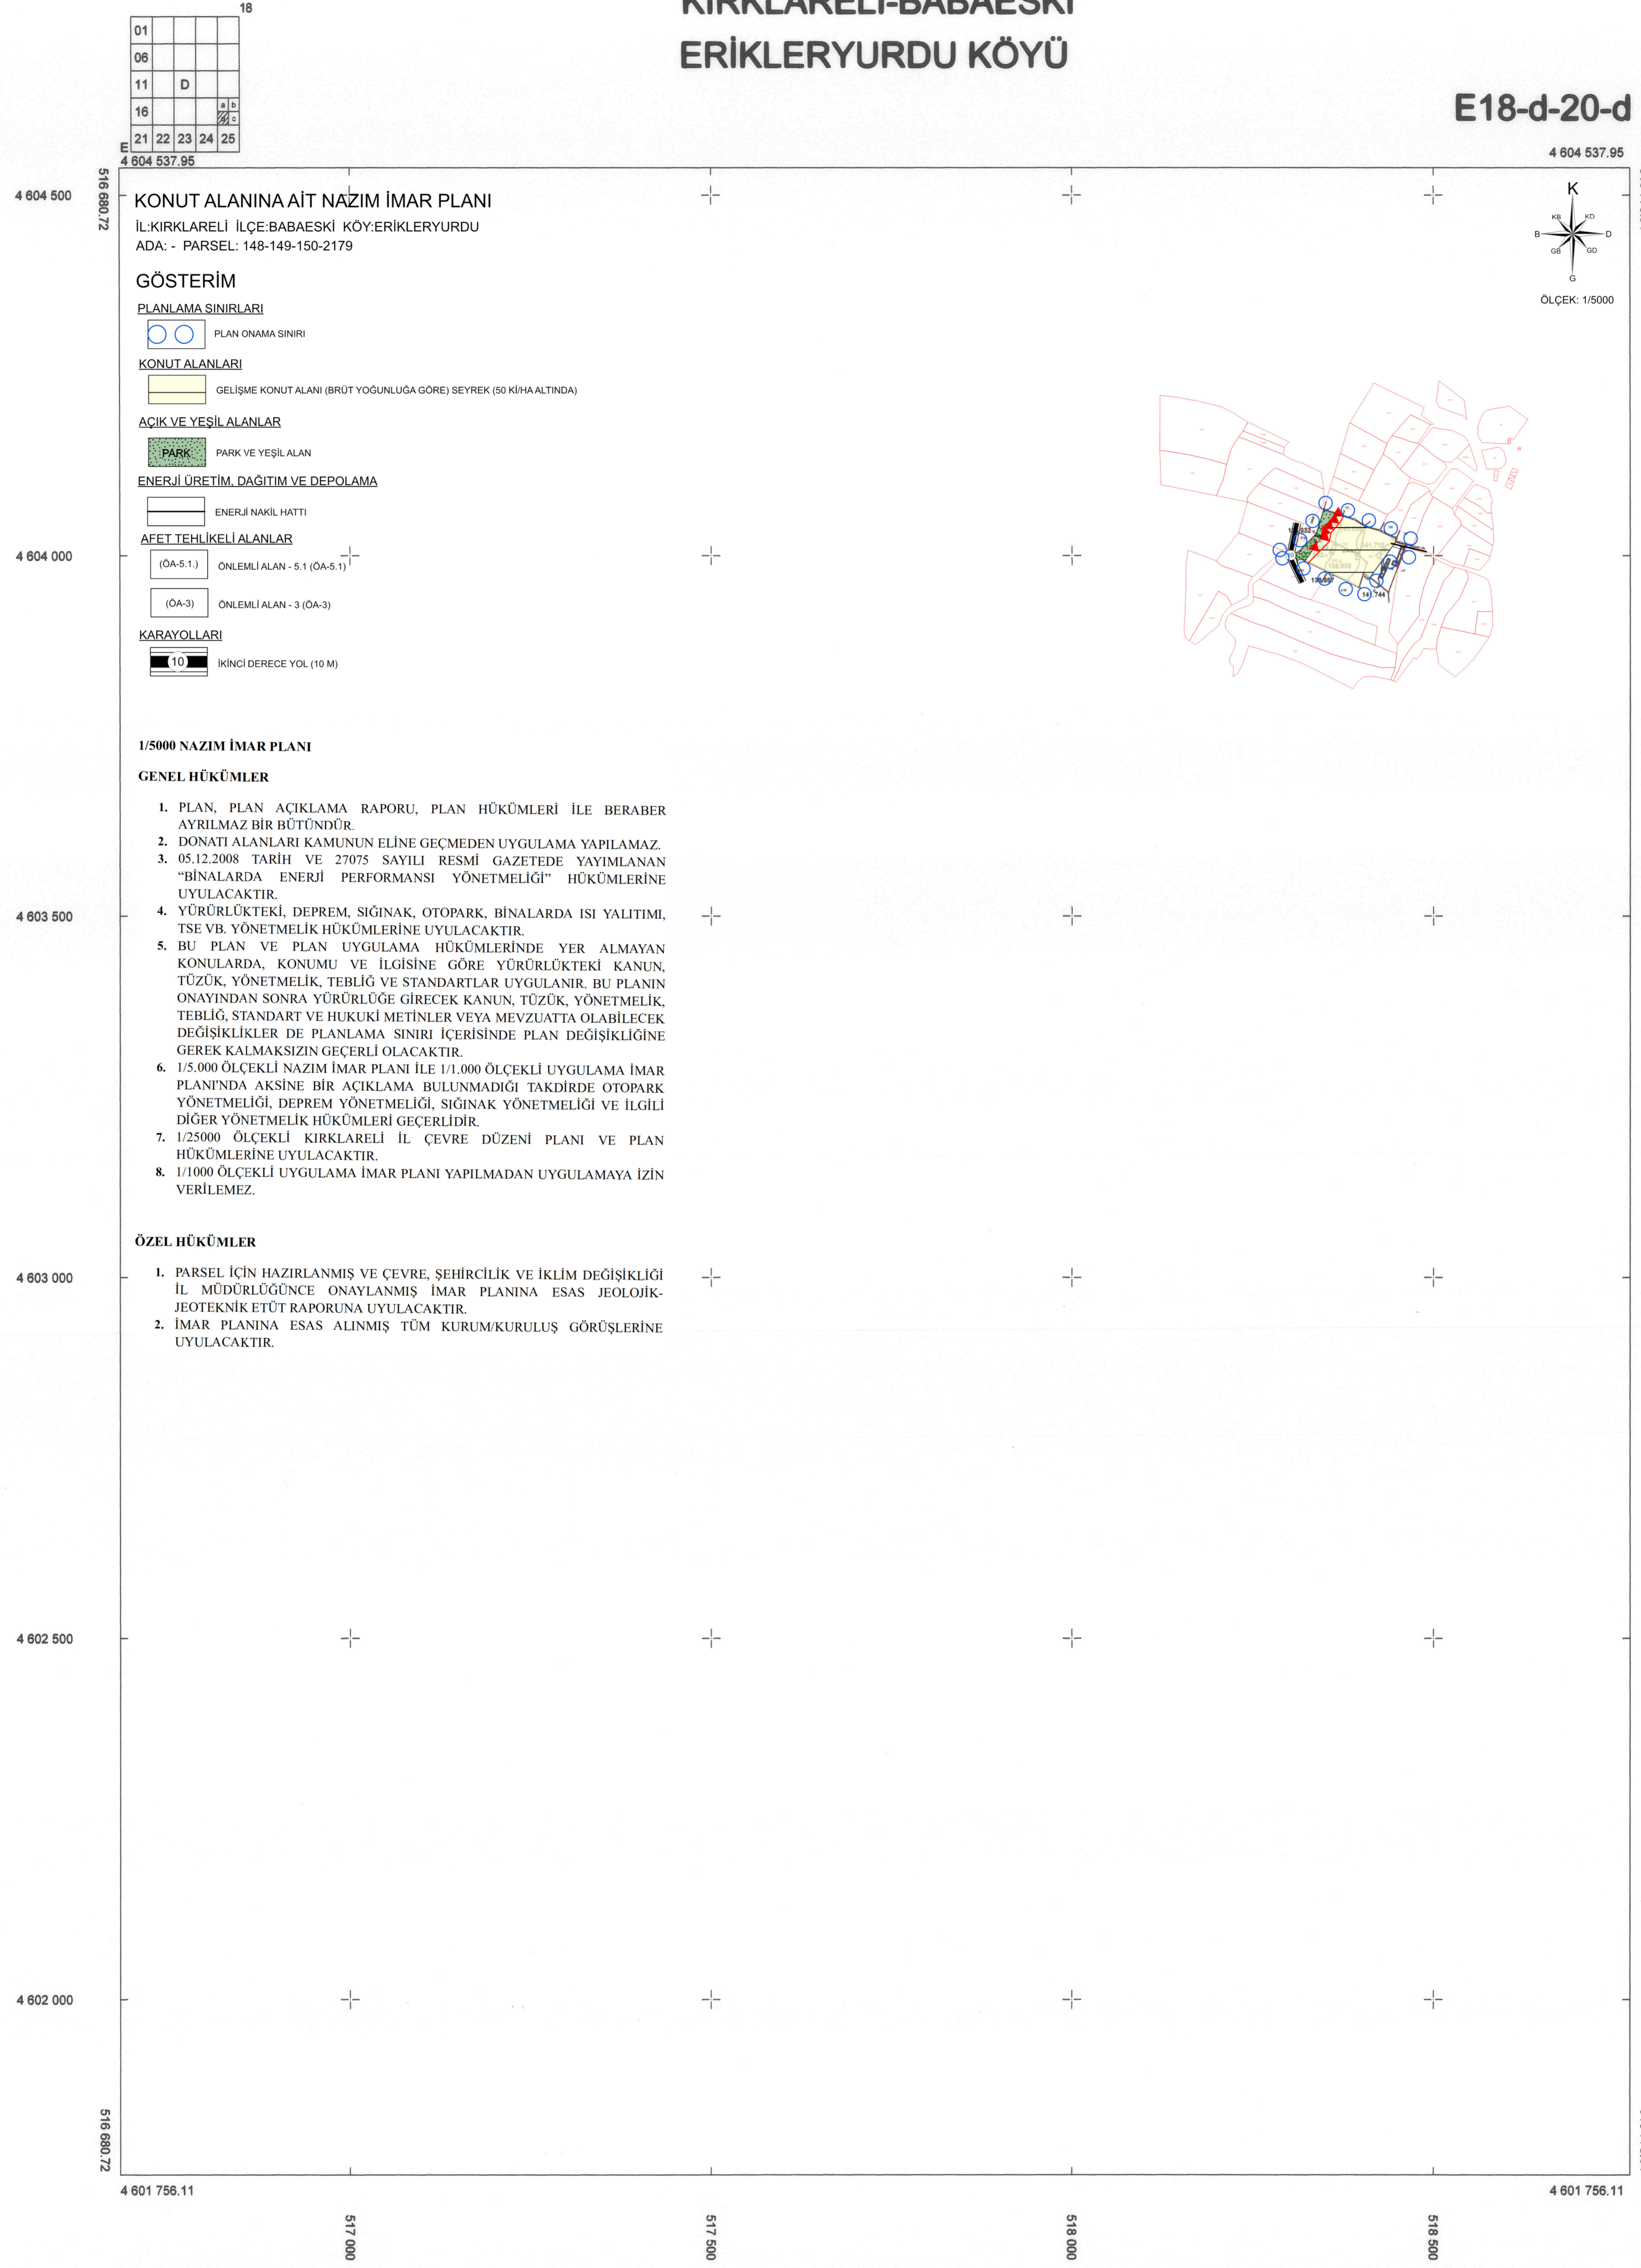 18
KIRKLARELİ-BABAESKİ
ERİKLERYURDU KÖYÜ
E18-d-20-d
01
06
11 D
16 a b
d c
21 22 23 24 25
E
4 604 537.95
4 604 537.95
516 680.72
4 604 500
KONUT ALANINA AİT NAZIM İMAR PLANI
İL:KIRKLARELİ İLÇE:BABAESKİ KÖY:ERİKLERYURDU
ADA: - PARSEL: 148-149-150-2179
K
KB KD
B D
GB GD
G
ÖLÇEK: 1/5000
GÖSTERİM
PLANLAMA SINIRLARI
PLAN ONAMA SINIRI
KONUT ALANLARI
GELİŞME KONUT ALANI (BRÜT YOĞUNLUĞA GÖRE) SEYREK (50 Kİ/HA ALTINDA)
AÇIK VE YEŞİL ALANLAR
PARK PARK VE YEŞİL ALAN
ENERJİ ÜRETİM, DAĞITIM VE DEPOLAMA
ENERJİ NAKİL HATTI
AFET TEHLİKELİ ALANLAR
4 604 000
(ÖA-5.1.) ÖNLEMLİ ALAN - 5.1 (ÖA-5.1)
(ÖA-3) ÖNLEMLİ ALAN - 3 (ÖA-3)
KARAYOLLARI
10 İKİNCİ DERECE YOL (10 M)
141.744
1/5000 NAZIM İMAR PLANI
GENEL HÜKÜMLER
1. PLAN, PLAN AÇIKLAMA RAPORU, PLAN HÜKÜMLERİ İLE BERABER
AYRILMAZ BİR BÜTÜNDÜR.
2. DONATI ALANLARI KAMUNUN ELİNE GEÇMEDEN UYGULAMA YAPILAMAZ.
3. 05.12.2008 TARİH VE 27075 SAYILI RESMİ GAZETEDE YAYIMLANAN
“BİNALARDA ENERJİ PERFORMANSI YÖNETMELİĞİ” HÜKÜMLERİNE
UYULACAKTIR.
4 603 500
4. YÜRÜRLÜKTEKİ, DEPREM, SIĞINAK, OTOPARK, BİNALARDA ISI YALITIMI,
TSE VB. YÖNETMELİK HÜKÜMLERİNE UYULACAKTIR.
5. BU PLAN VE PLAN UYGULAMA HÜKÜMLERİNDE YER ALMAYAN
KONULARDA, KONUMU VE İLGİSİNE GÖRE YÜRÜRLÜKTEKİ KANUN,
TÜZÜK, YÖNETMELİK, TEBLİĞ VE STANDARTLAR UYGULANIR. BU PLANIN
ONAYINDAN SONRA YÜRÜRLÜĞE GİRECEK KANUN, TÜZÜK, YÖNETMELİK,
TEBLİĞ, STANDART VE HUKUKİ METİNLER VEYA MEVZUATTA OLABİLECEK
DEĞİŞİKLİKLER DE PLANLAMA SINIRI İÇERİSİNDE PLAN DEĞİŞİKLİĞİNE
GEREK KALMAKSIZIN GEÇERLİ OLACAKTIR.
6. 1/5.000 ÖLÇEKLİ NAZIM İMAR PLANI İLE 1/1.000 ÖLÇEKLİ UYGULAMA İMAR
PLANI'NDA AKSİNE BİR AÇIKLAMA BULUNMADIĞI TAKDİRDE OTOPARK
YÖNETMELİĞİ, DEPREM YÖNETMELİĞİ, SIĞINAK YÖNETMELİĞİ VE İLGİLİ
DİĞER YÖNETMELİK HÜKÜMLERİ GEÇERLİDİR.
7. 1/25000 ÖLÇEKLİ KIRKLARELİ İL ÇEVRE DÜZENİ PLANI VE PLAN
HÜKÜMLERİNE UYULACAKTIR.
8. 1/1000 ÖLÇEKLİ UYGULAMA İMAR PLANI YAPILMADAN UYGULAMAYA İZİN
VERİLEMEZ.
ÖZEL HÜKÜMLER
4 603 000
1. PARSEL İÇİN HAZIRLANMIŞ VE ÇEVRE, ŞEHİRCİLİK VE İKLİM DEĞİŞİKLİĞİ
İL MÜDÜRLÜĞÜNCE ONAYLANMIŞ İMAR PLANINA ESAS JEOLOJİK-
JEOTEKNİK ETÜT RAPORUNA UYULACAKTIR.
2. İMAR PLANINA ESAS ALINMIŞ TÜM KURUM/KURULUŞ GÖRÜŞLERİNE
UYULACAKTIR.
4 602 500
4 602 000
516 680.72
4 601 756.11
4 601 756.11
517 000
517 500
518 000
518 500